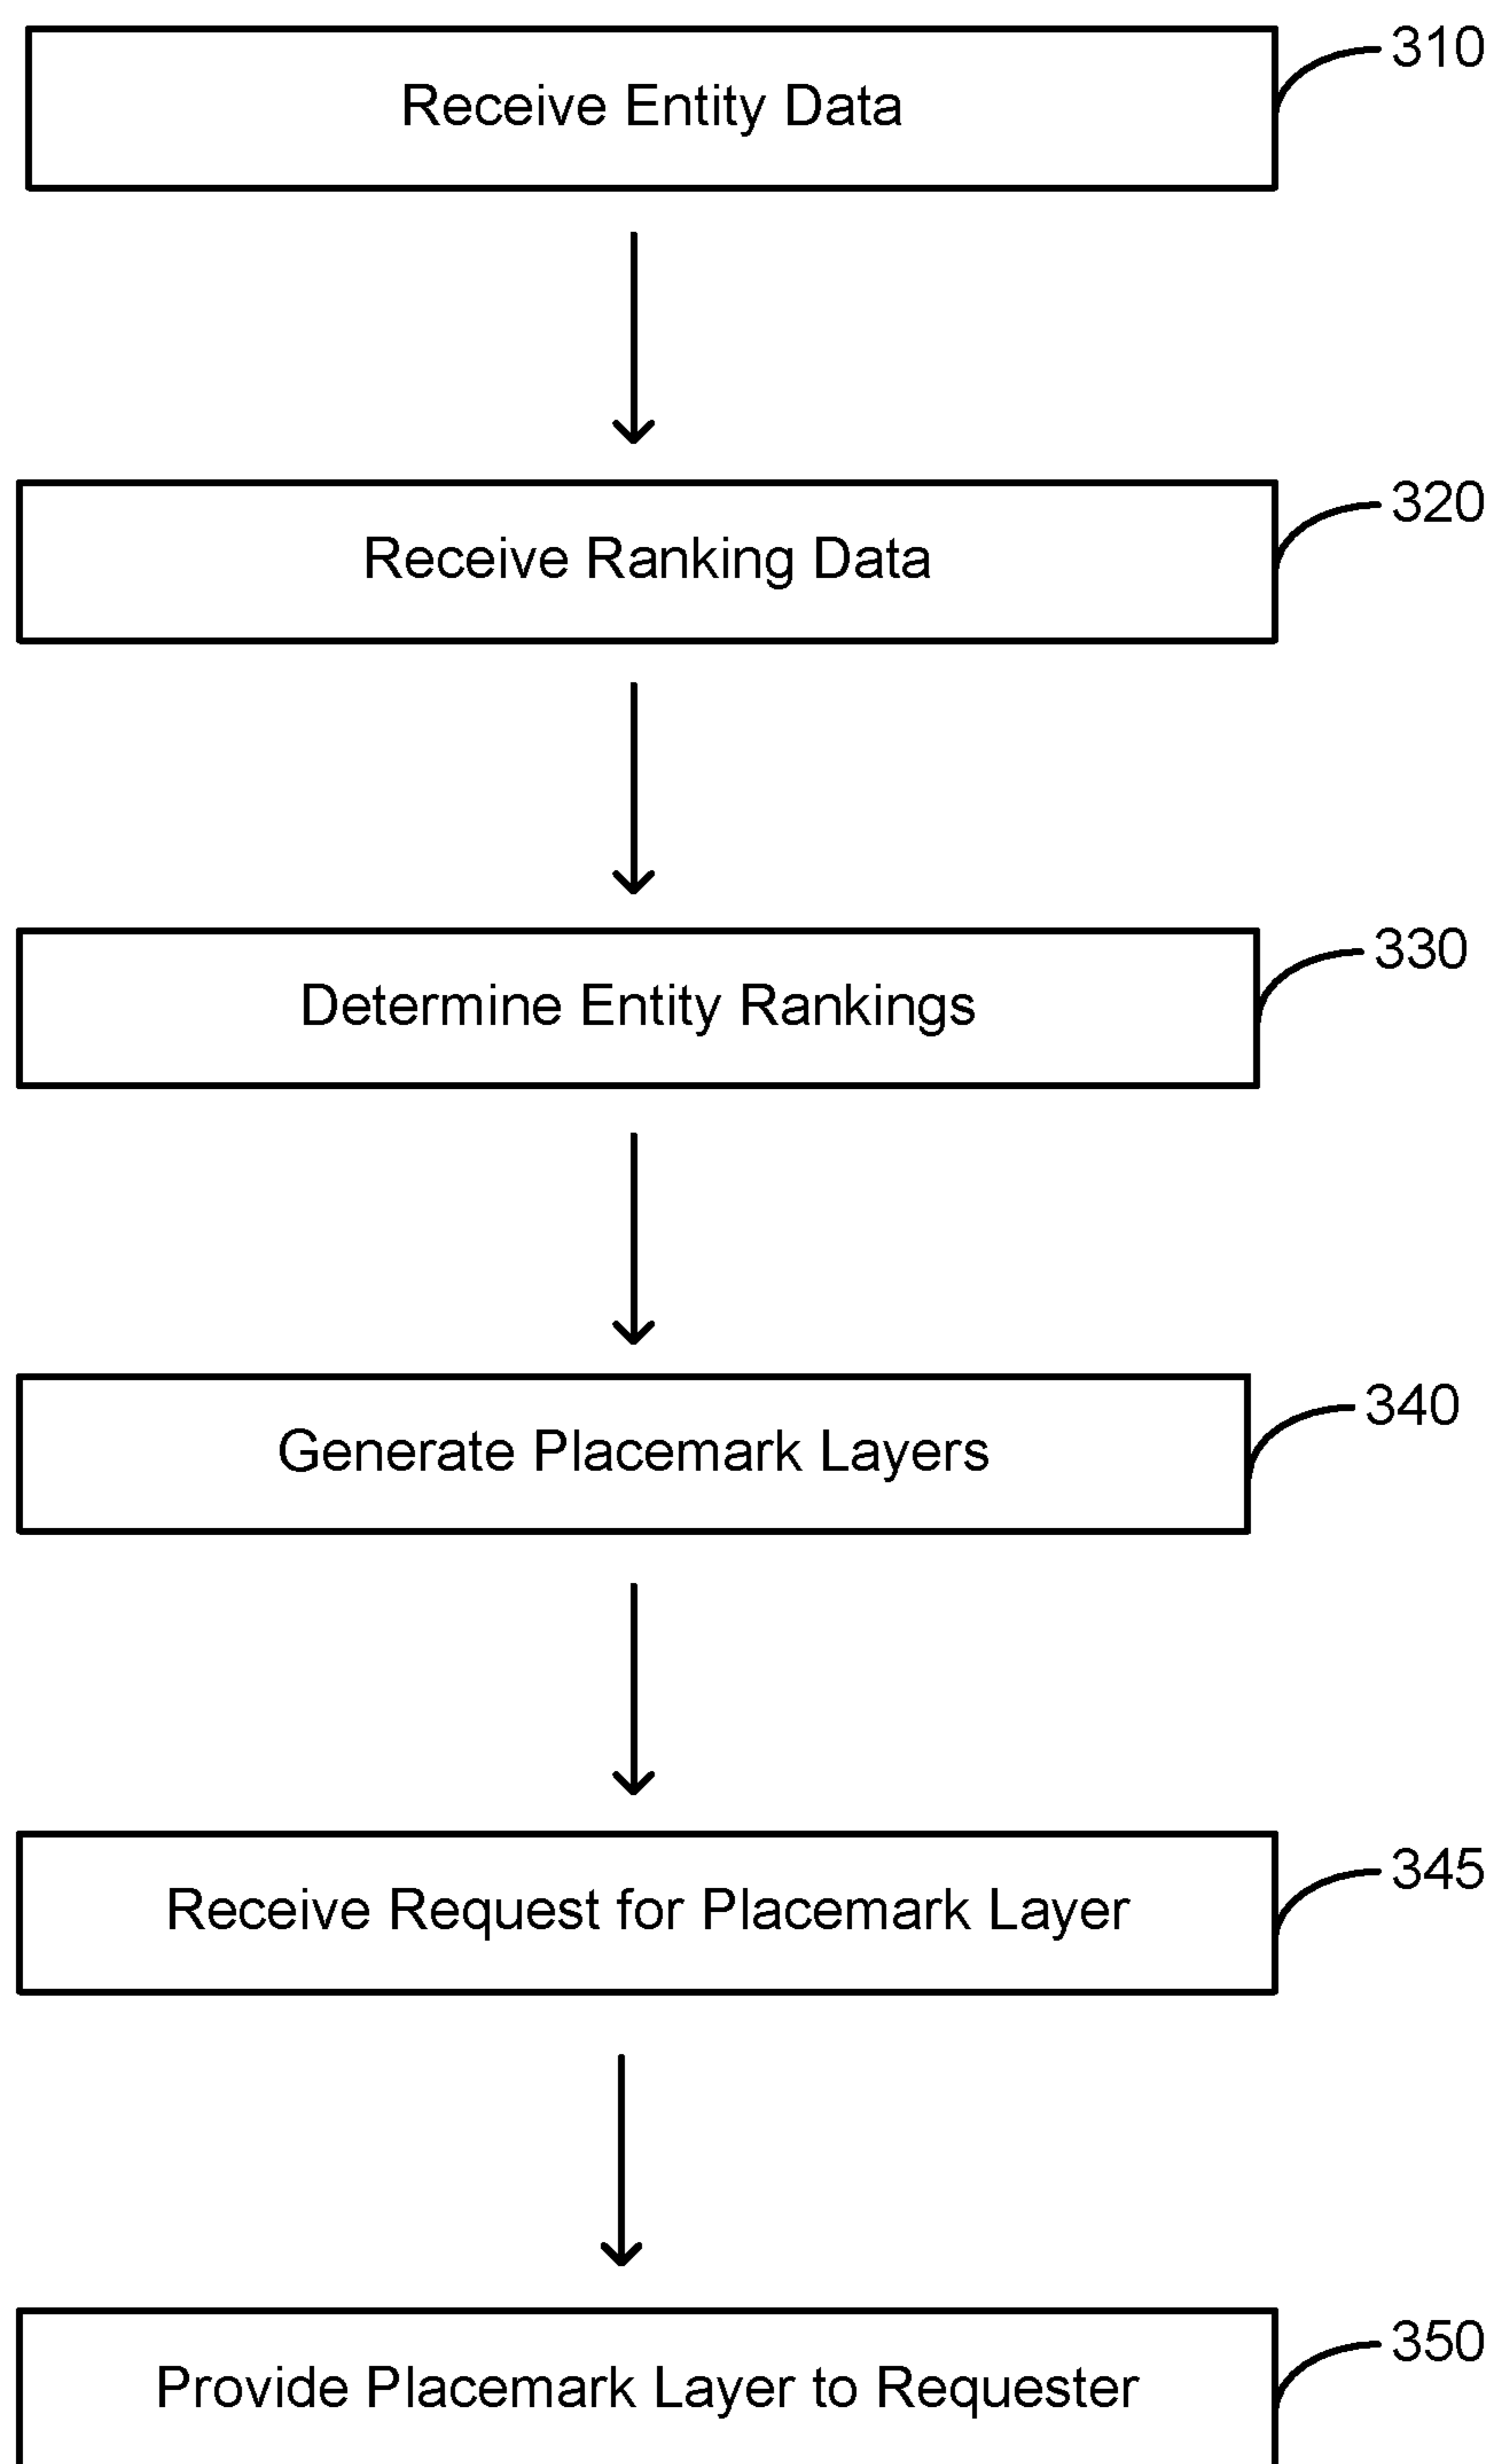 310
Receive Entity Data
320
Receive Ranking Data
330
Determine Entity Rankings
340
Generate Placemark Layers
345
Receive Request for Placemark Layer
350
Provide Placemark Layer to Requester